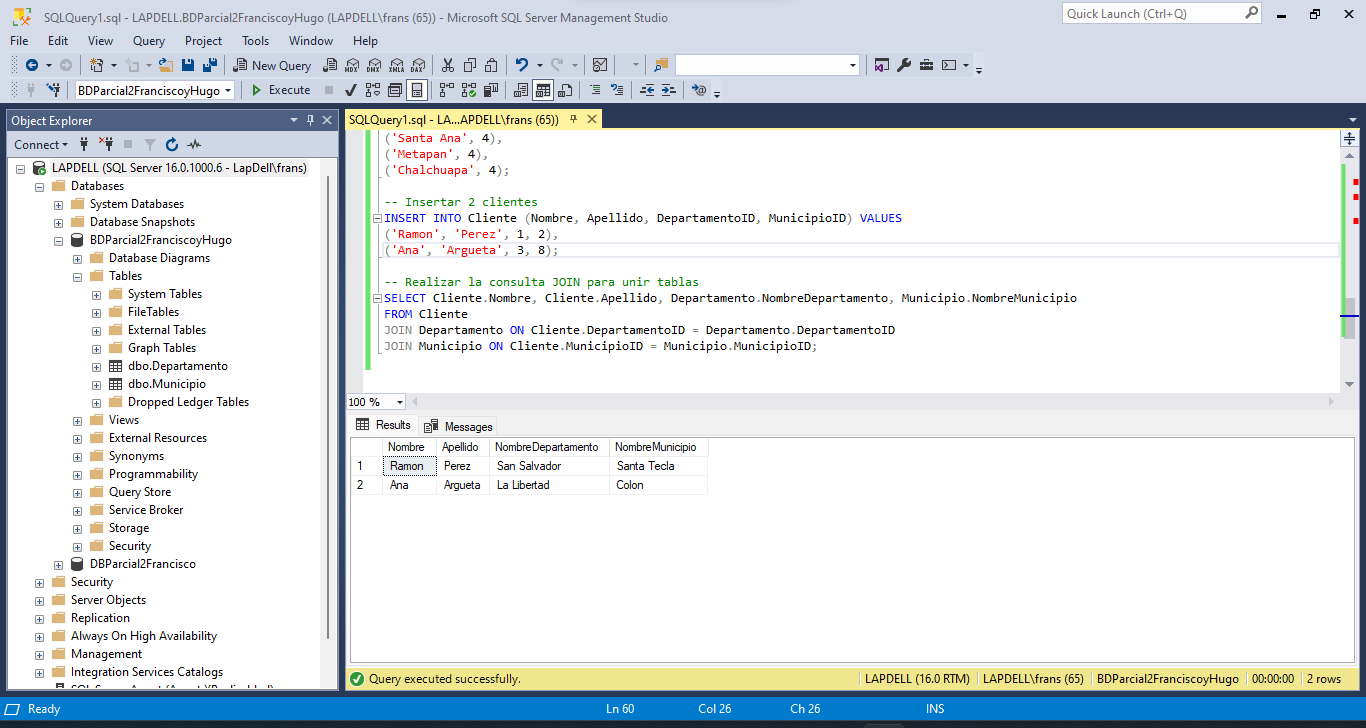 SQLQuery1.sql - LAPDELL.BDParcial2FranciscoyHugo (LAPDELL\frans (65)) - Microsoft SQL Server Management Studio
Quick Launch (Ctrl+Q)
File Edit View Query Project Tools Window Help
New Query
MDX DMX XMLA DAX
BDParcial2FranciscoyHugo
Execute
Object Explorer
Connect
LAPDELL (SQL Server 16.0.1000.6 - LapDell\frans)
Databases
System Databases
Database Snapshots
BDParcial2FranciscoyHugo
Database Diagrams
Tables
System Tables
FileTables
External Tables
Graph Tables
dbo.Departamento
dbo.Municipio
Dropped Ledger Tables
Views
External Resources
Synonyms
Programmability
Query Store
Service Broker
Storage
Security
DBParcial2Francisco
Security
Server Objects
Replication
Always On High Availability
Management
Integration Services Catalogs
SQLQuery1.sql - LA...APDELL\frans (65))
('Santa Ana', 4),
('Metapan', 4),
('Chalchuapa', 4);
-- Insertar 2 clientes
INSERT INTO Cliente (Nombre, Apellido, DepartamentoID, MunicipioID) VALUES
('Ramon', 'Perez', 1, 2),
('Ana', 'Argueta', 3, 8);
-- Realizar la consulta JOIN para unir tablas
SELECT Cliente.Nombre, Cliente.Apellido, Departamento.NombreDepartamento, Municipio.NombreMunicipio
FROM Cliente
JOIN Departamento ON Cliente.DepartamentoID = Departamento.DepartamentoID
JOIN Municipio ON Cliente.MunicipioID = Municipio.MunicipioID;
100 %
Results Messages
Nombre Apellido NombreDepartamento NombreMunicipio
1 Ramon Perez San Salvador Santa Tecla
2 Ana Argueta La Libertad Colon
Query executed successfully.
LAPDELL (16.0 RTM) LAPDELL\frans (65) BDParcial2FranciscoyHugo 00:00:00 2 rows
Ready Ln 60 Col 26 Ch 26 INS